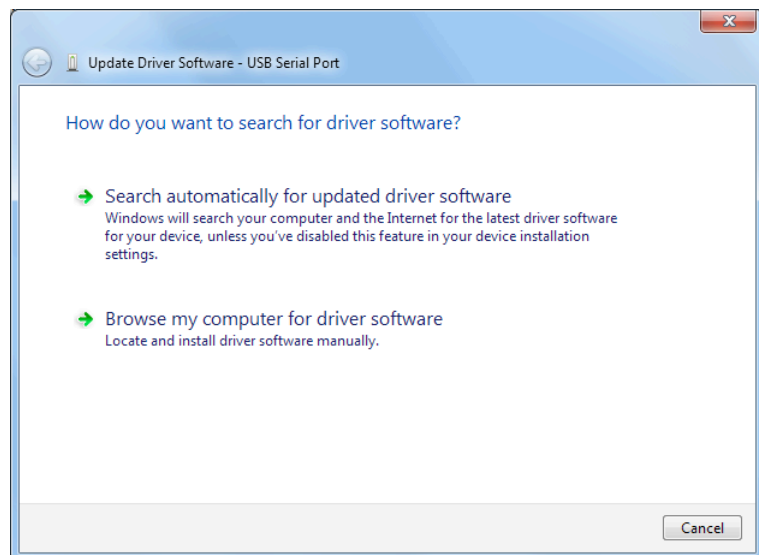 Update Driver Software - USB Serial Port
How do you want to search for driver software?
Search automatically for updated driver software
Windows will search your computer and the Internet for the latest driver software
for your device, unless you've disabled this feature in your device installation
settings.
Browse my computer for driver software
Locate and install driver software manually.
Cancel